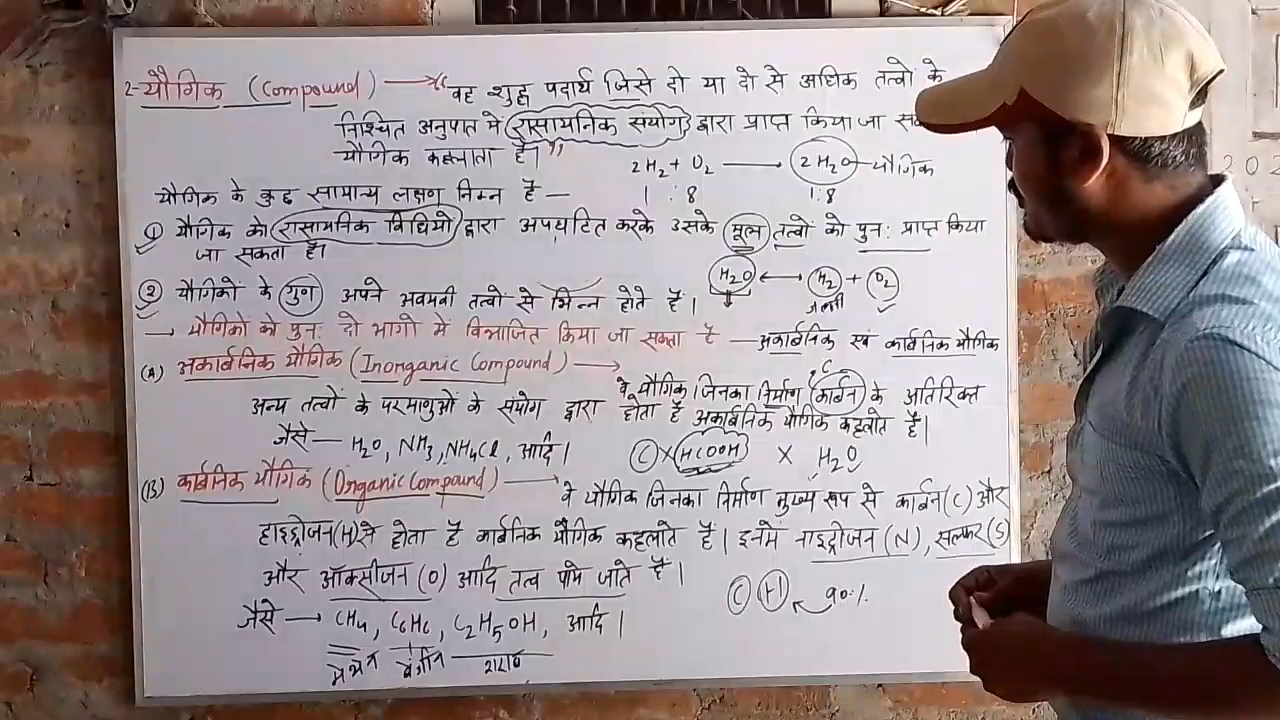 2-यौगिक (Compound) → "वह शुद्ध पदार्थ जिसे दो या दो से अधिक तत्वो के
निश्चित अनुपात मे रासायनिक संयोग द्वारा प्राप्त किया जा
यौगिक कहलाता है।"
2H₂ + O₂ → 2H₂O यौगिक
1 : 8 1:8
यौगिक के कुछ सामान्य लक्षण निम्न है —
① यौगिक को रासायनिक विधियो द्वारा अपघटित करके उसके मूल तत्वों को पुन: प्राप्त किया
जा सकता है।
② यौगिकों के गुण अपने अवयवी तत्वों से भिन्न होते है।
H₂O ↔ H₂ + O₂
→ यौगिकों को पुन: दो भागो में विभाजित किया जा सकता है — अकार्बनिक एवं कार्बनिक यौगिक
(A) अकार्बनिक यौगिक (Inorganic Compound) →
C
वे यौगिक जिनका निर्माण कार्बन के अतिरिक्त
अन्य तत्वों के परमाणुओं के संयोग द्वारा होता है अकार्बनिक यौगिक कहलाते हैं।
जैसे — H₂O, NH₃, NH₄Cl, आदि।
C × HCOOH × H₂O
(B) कार्बनिक यौगिक (Organic Compound) →
वे यौगिक जिनका निर्माण मुख्य रूप से कार्बन(C) और
हाइड्रोजन(H)से होता है कार्बनिक यौगिक कहलाते हैं। इनमें नाइट्रोजन (N), सल्फर(S)
और ऑक्सीजन (O) आदि तत्व पाये जाते हैं।
C H 90%
जैसे → CH₄, C₆H₆, C₂H₅OH, आदि।
मेथेन बेंजीन शराब